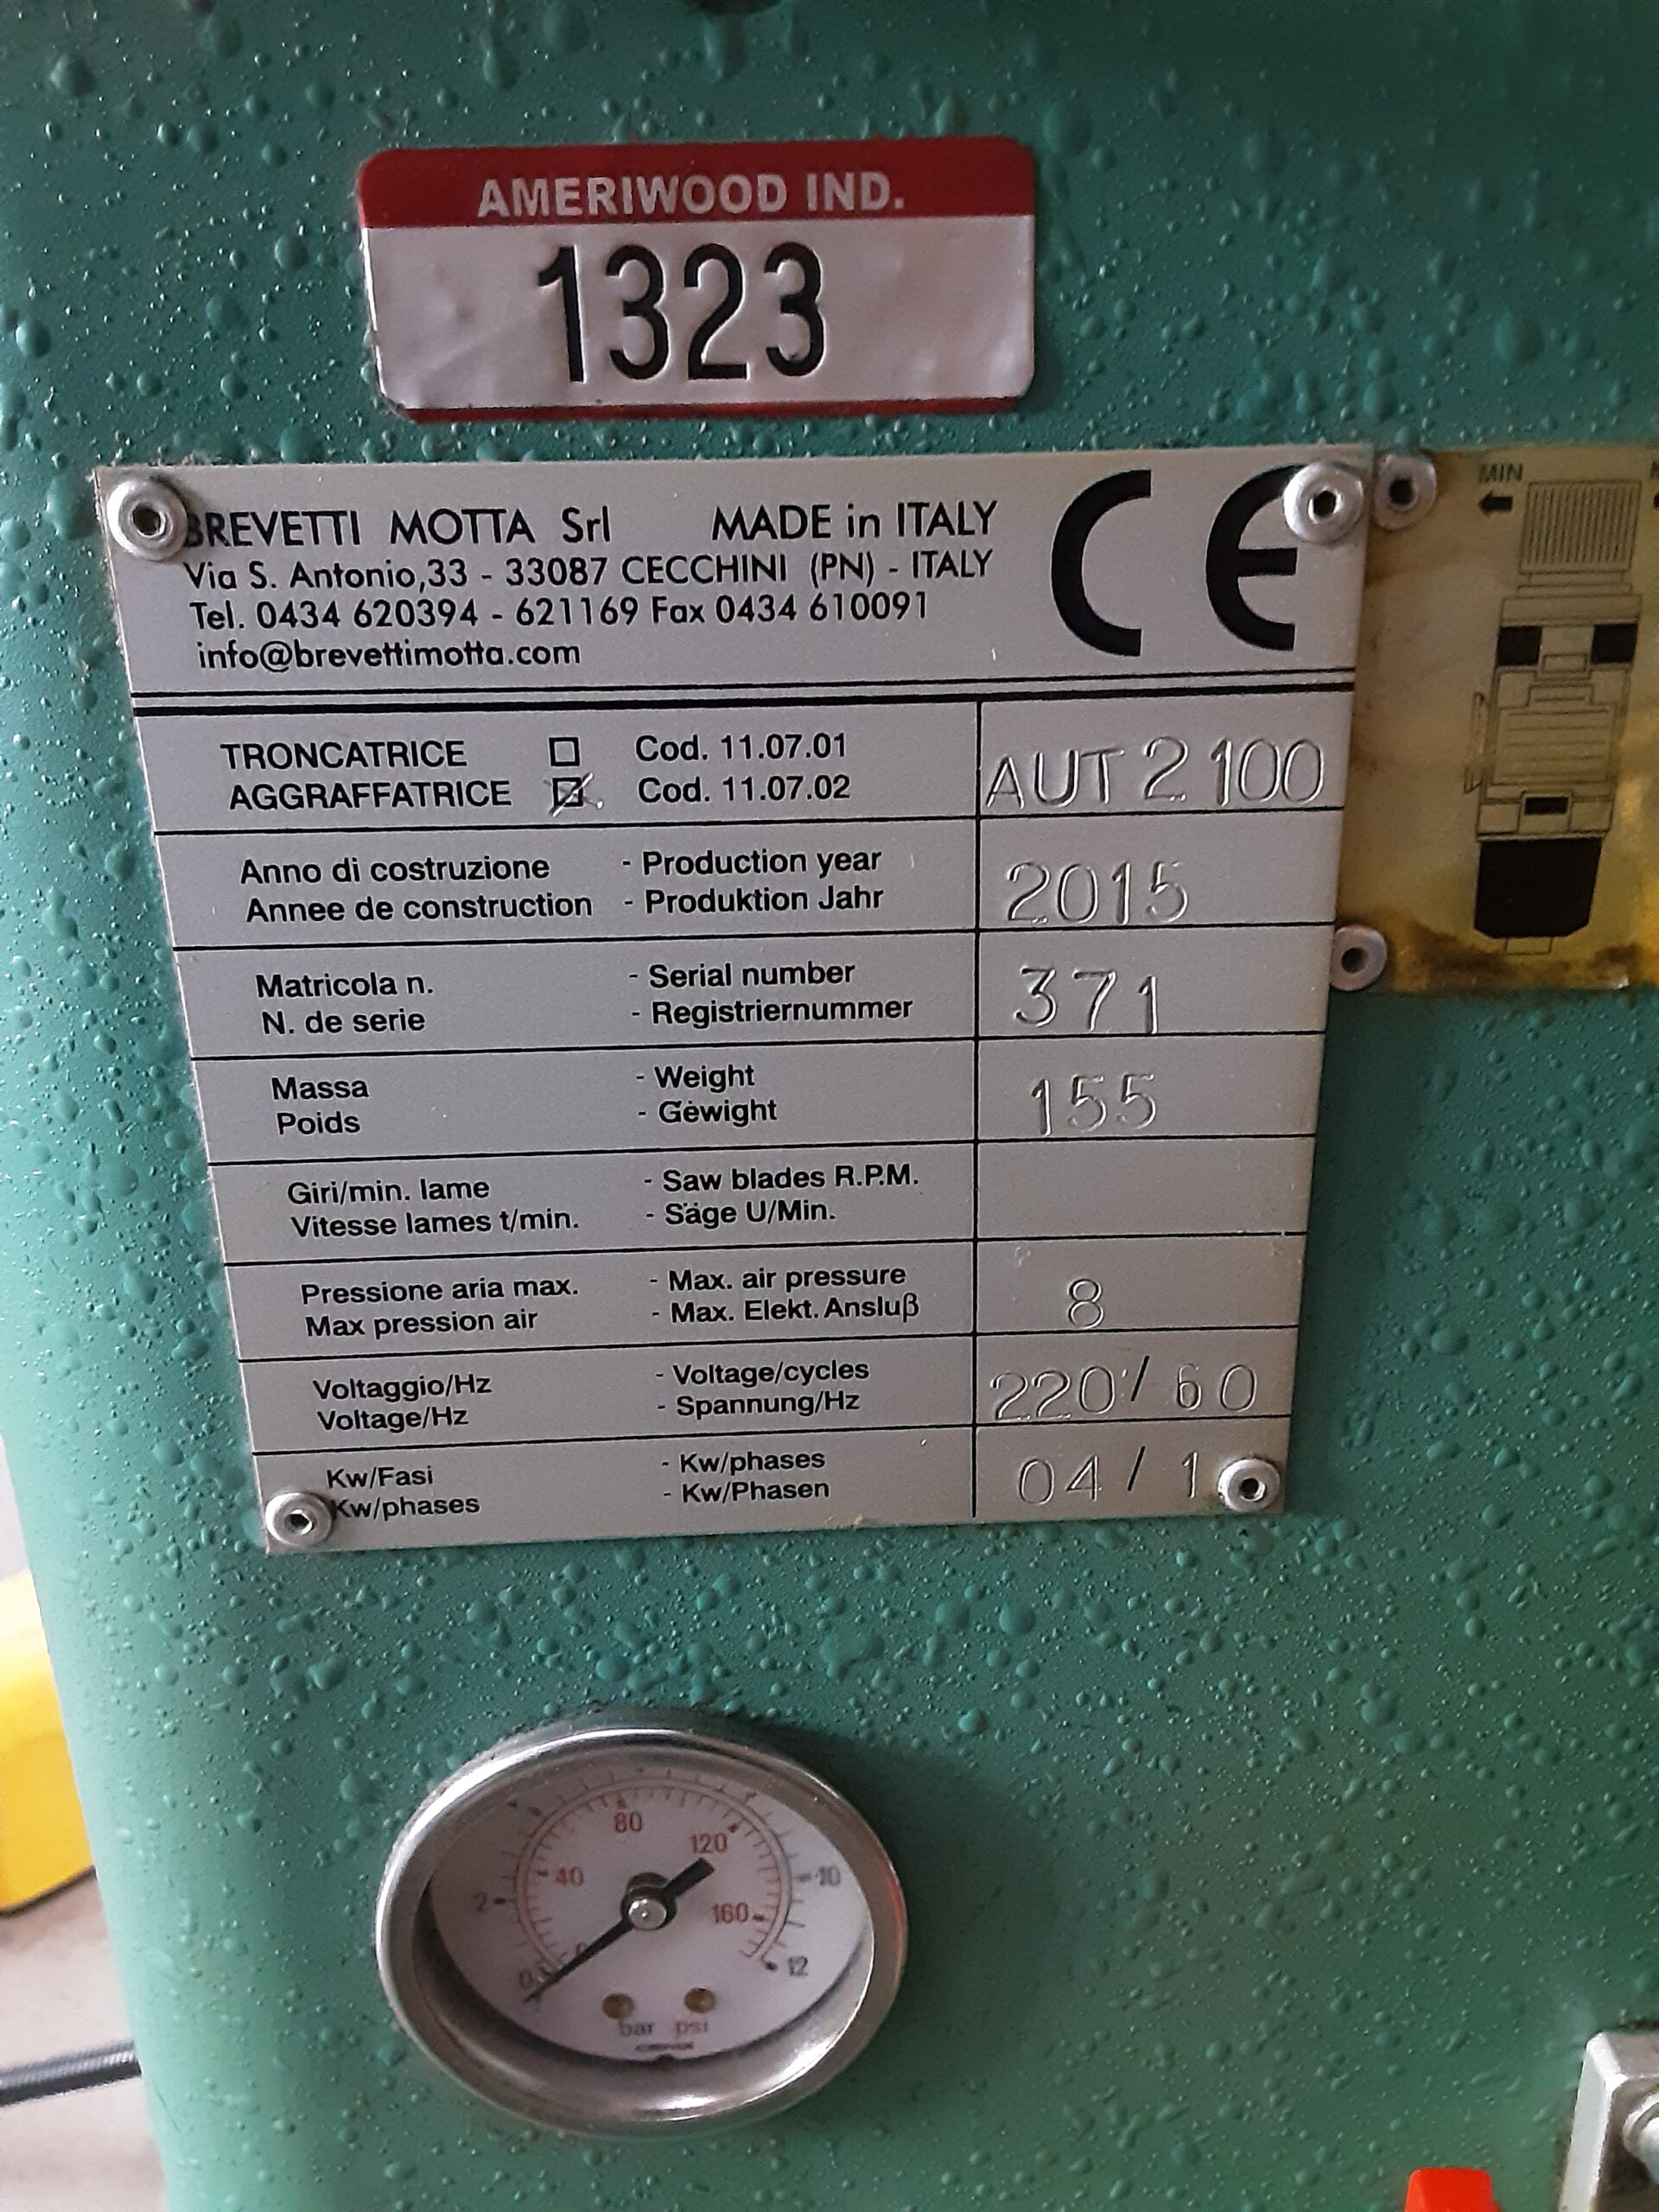 AMERIWOOD IND.
1323
BREVETTI MOTTA Srl MADE in ITALY
Via S. Antonio,33 - 33087 CECCHINI (PN) - ITALY
Tel. 0434 620394 - 621169 Fax 0434 610091
info@brevettimotta.com
CE
MIN
TRONCATRICE Cod. 11.07.01
AGGRAFFATRICE Cod. 11.07.02
AUT 2100
Anno di costruzione - Production year
Annee de construction - Produktion Jahr
2015
Matricola n. - Serial number
N. de serie - Registriernummer
371
Massa - Weight
Poids - Gewight
155
Giri/min. lame - Saw blades R.P.M.
Vitesse lames t/min. - Säge U/Min.
Pressione aria max. - Max. air pressure
Max pression air - Max. Elekt. Ansluß
8
Voltaggio/Hz - Voltage/cycles
Voltage/Hz - Spannung/Hz
220/60
Kw/Fasi - Kw/phases
Kw/phases - Kw/Phasen
04/1
80
120
40
10
2
160
12
0
bar psi